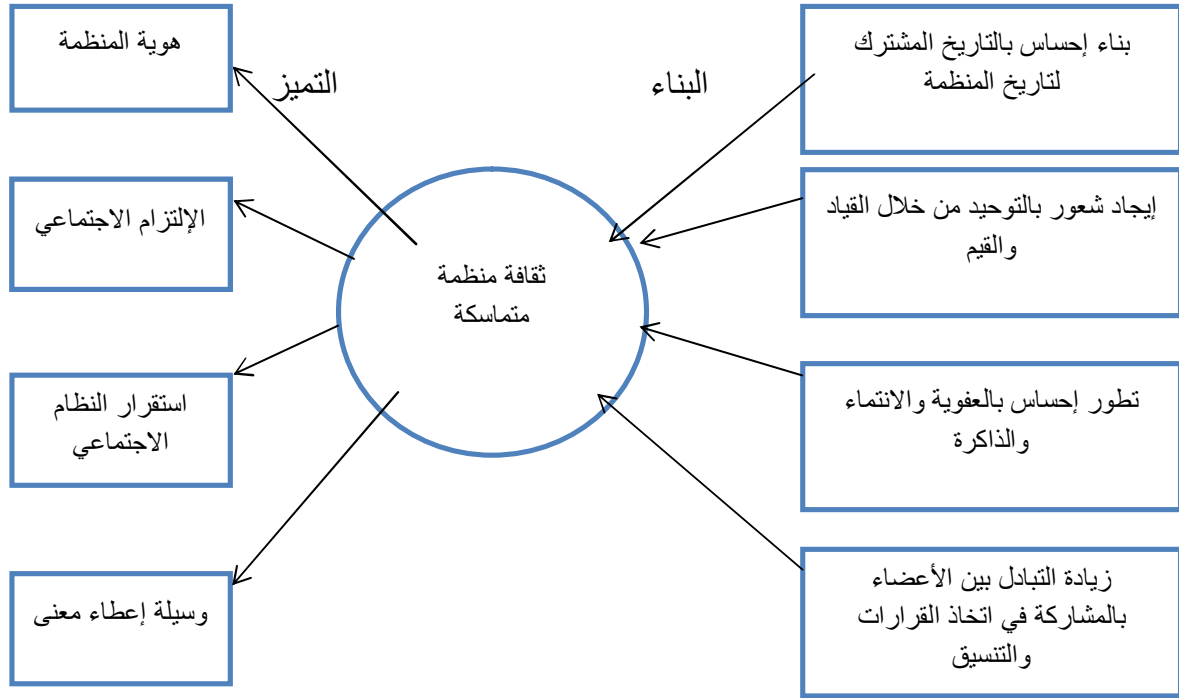 بناء إحساس بالتاريخ المشترك
لتاريخ المنظمة
البناء
التميز
هوية المنظمة
إيجاد شعور بالتوحيد من خلال القياد
والقيم
الإلتزام الاجتماعي
ثقافة منظمة
متماسكة
تطور إحساس بالعفوية والانتماء
والذاكرة
استقرار النظام
الاجتماعي
زيادة التبادل بين الأعضاء
بالمشاركة في اتخاذ القرارات
والتنسيق
وسيلة إعطاء معنى